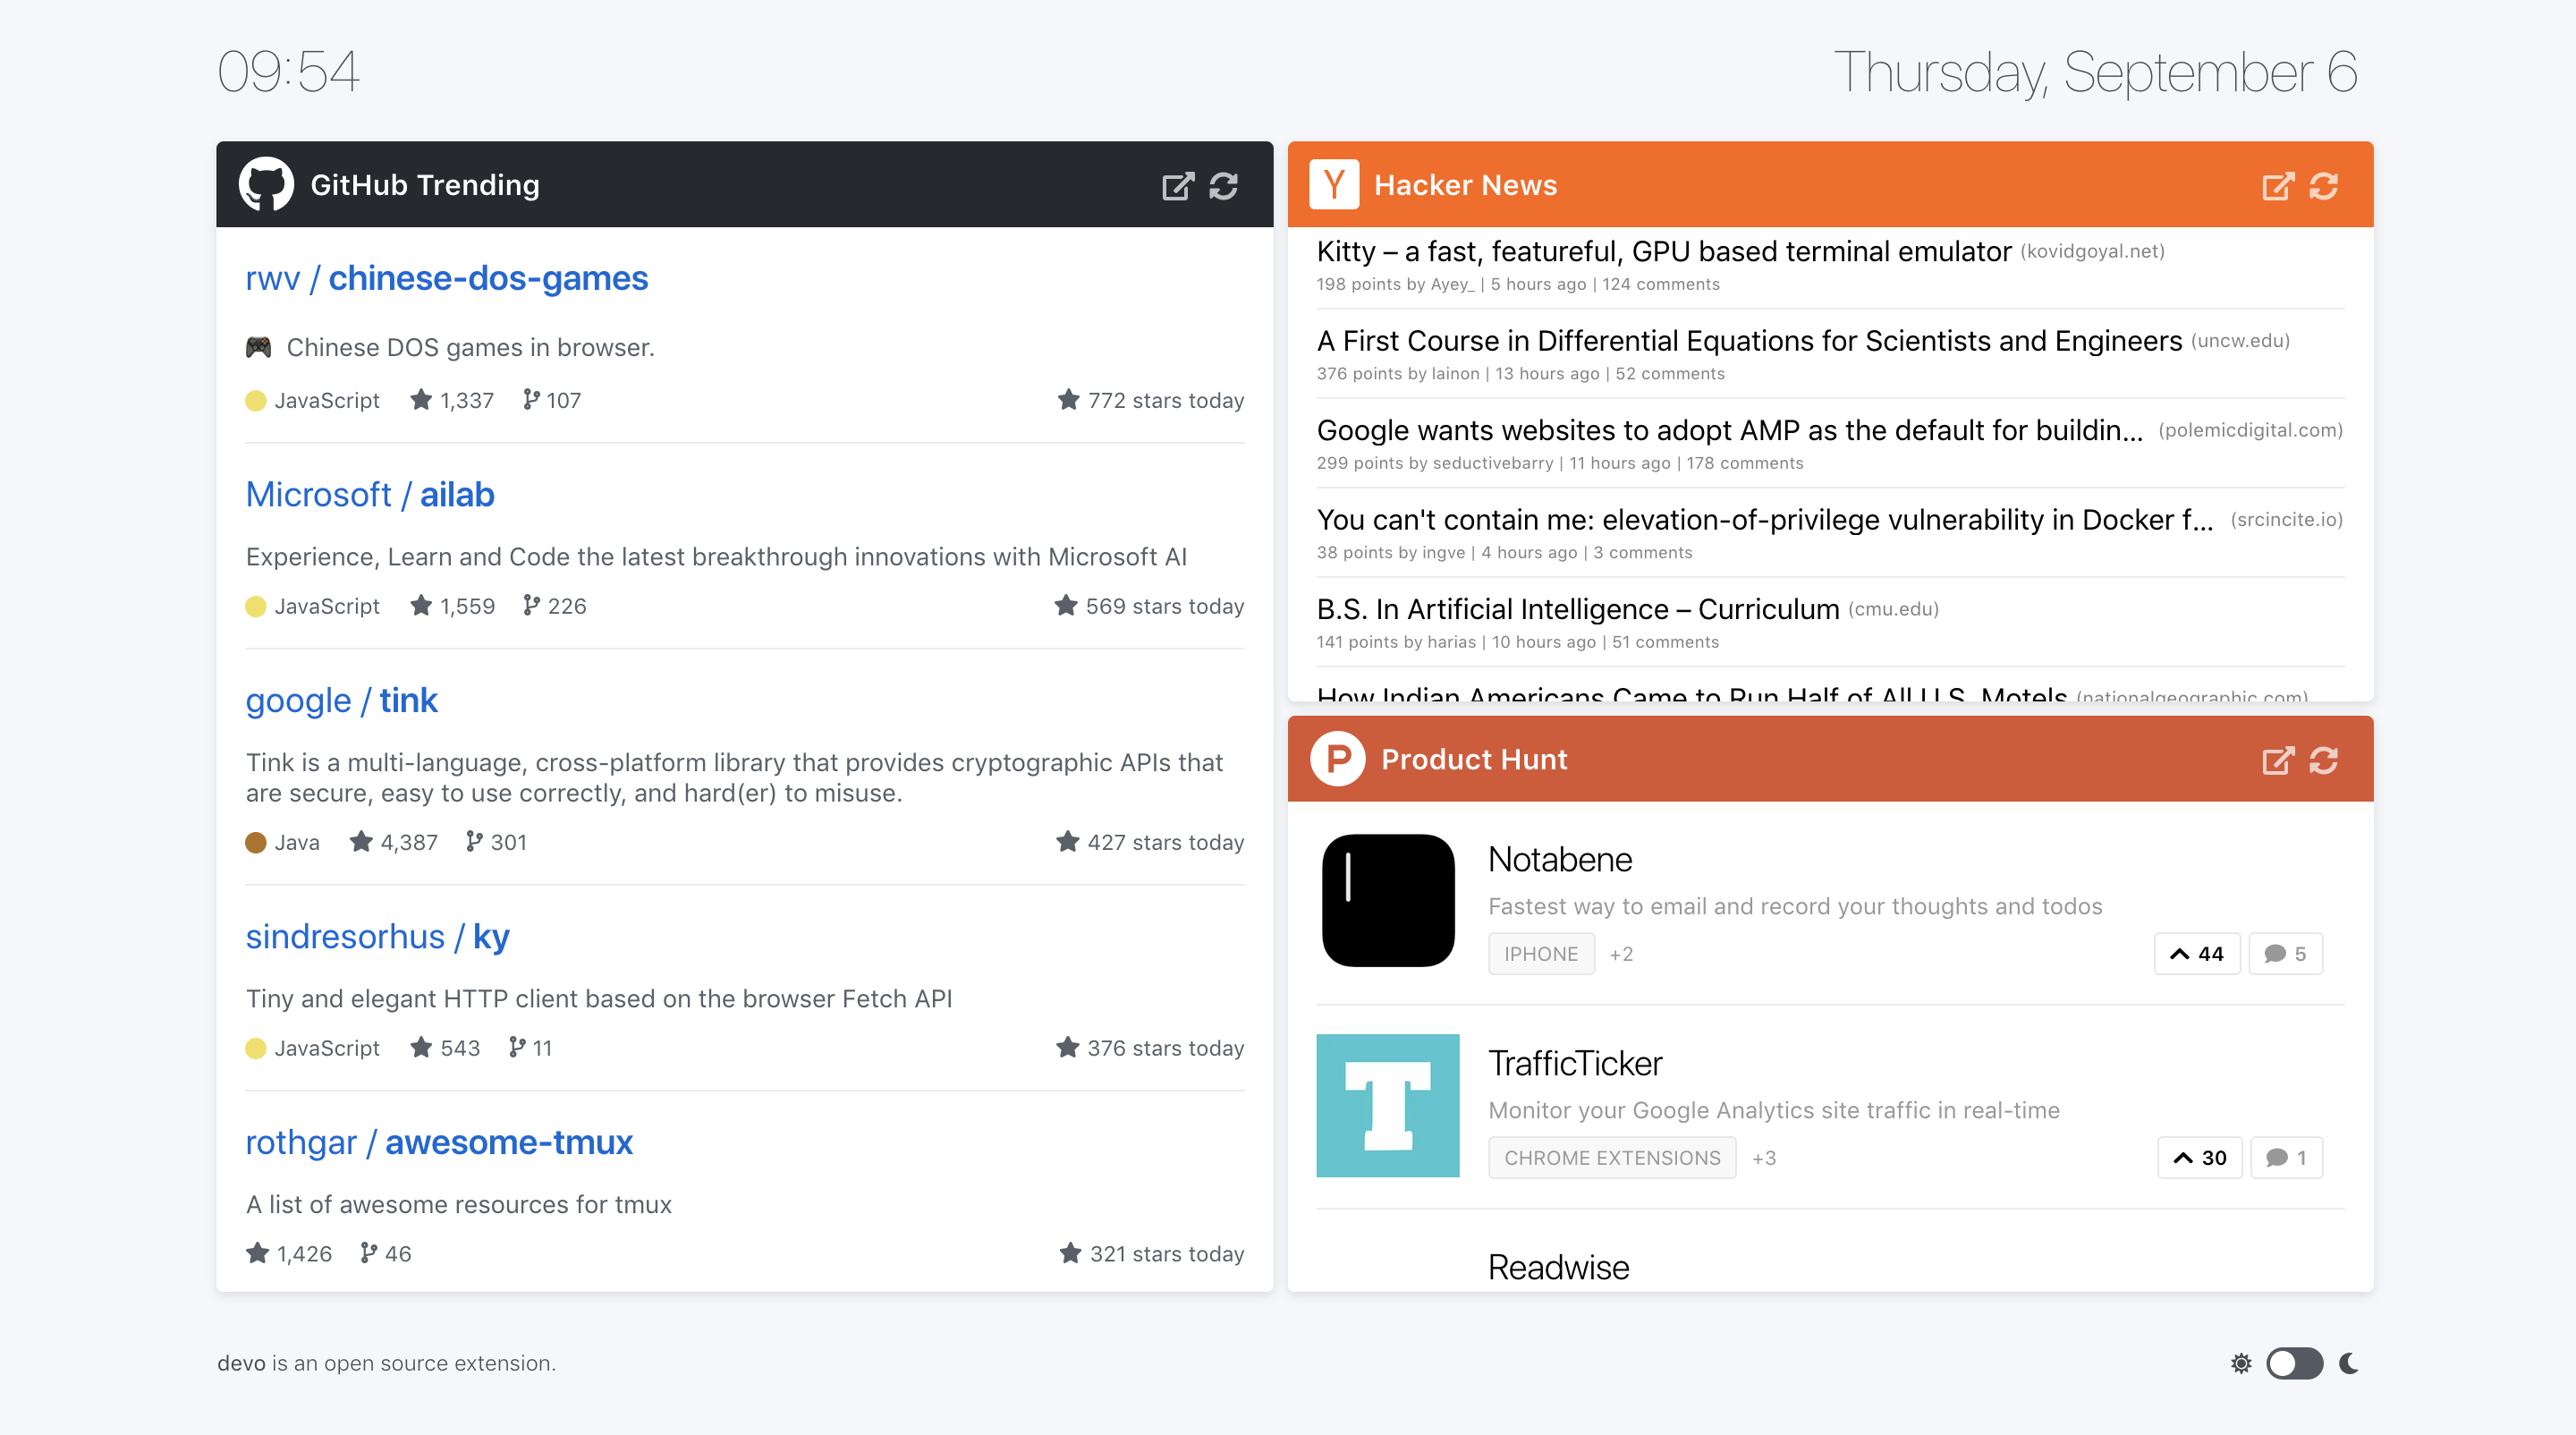 09:54
Thursday, September 6
GitHub Trending
rwv / chinese-dos-games
🎮 Chinese DOS games in browser.
JavaScript 1,337 107 772 stars today
Microsoft / ailab
Experience, Learn and Code the latest breakthrough innovations with Microsoft AI
JavaScript 1,559 226 569 stars today
google / tink
Tink is a multi-language, cross-platform library that provides cryptographic APIs that
are secure, easy to use correctly, and hard(er) to misuse.
Java 4,387 301 427 stars today
sindresorhus / ky
Tiny and elegant HTTP client based on the browser Fetch API
JavaScript 543 11 376 stars today
rothgar / awesome-tmux
A list of awesome resources for tmux
1,426 46 321 stars today
Y Hacker News
Kitty – a fast, featureful, GPU based terminal emulator (kovidgoyal.net)
198 points by Ayey_ | 5 hours ago | 124 comments
A First Course in Differential Equations for Scientists and Engineers (uncw.edu)
376 points by lainon | 13 hours ago | 52 comments
Google wants websites to adopt AMP as the default for buildin... (polemicdigital.com)
299 points by seductivebarry | 11 hours ago | 178 comments
You can't contain me: elevation-of-privilege vulnerability in Docker f... (srcincite.io)
38 points by ingve | 4 hours ago | 3 comments
B.S. In Artificial Intelligence – Curriculum (cmu.edu)
141 points by harias | 10 hours ago | 51 comments
How Indian Americans Came to Run Half of All U.S. Motels (nationalgeographic.com)
P Product Hunt
Notabene
Fastest way to email and record your thoughts and todos
IPHONE +2 44 5
T
TrafficTicker
Monitor your Google Analytics site traffic in real-time
CHROME EXTENSIONS +3 30 1
Readwise
devo is an open source extension.